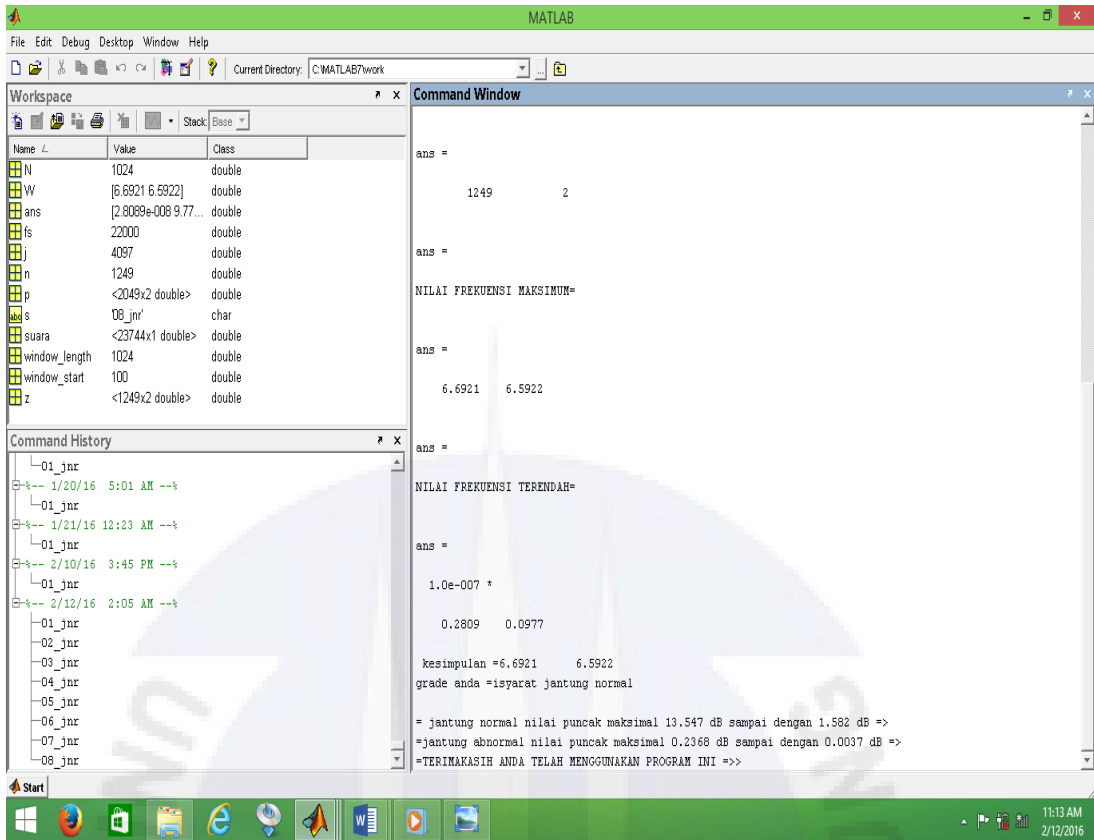 MATLAB
File Edit Debug Desktop Window Help
Current Directory: C:\MATLAB7\work
Workspace
Stack: Base
Name Value Class
N 1024 double
W [6.6921 6.5922] double
ans [2.8089e-008 9.77... double
fs 22000 double
j 4097 double
n 1249 double
p <2049x2 double> double
abc s '08_jnr' char
suara <23744x1 double> double
window_length 1024 double
window_start 100 double
z <1249x2 double> double
Command History
01_jnr
%-- 1/20/16 5:01 AM --%
01_jnr
%-- 1/21/16 12:23 AM --%
01_jnr
%-- 2/10/16 3:45 PM --%
01_jnr
%-- 2/12/16 2:05 AM --%
01_jnr
02_jnr
03_jnr
04_jnr
05_jnr
06_jnr
07_jnr
08_jnr
Command Window
ans =
1249 2
ans =
NILAI FREKUENSI MAKSIMUM=
ans =
6.6921 6.5922
ans =
NILAI FREKUENSI TERENDAH=
ans =
1.0e-007 *
0.2809 0.0977
kesimpulan =6.6921 6.5922
grade anda =isyarat jantung normal
= jantung normal nilai puncak maksimal 13.547 dB sampai dengan 1.582 dB =>
=jantung abnormal nilai puncak maksimal 0.2368 dB sampai dengan 0.0037 dB =>
=TERIMAKASIH ANDA TELAH MENGGUNAKAN PROGRAM INI =>>
Start
11:13 AM
2/12/2016